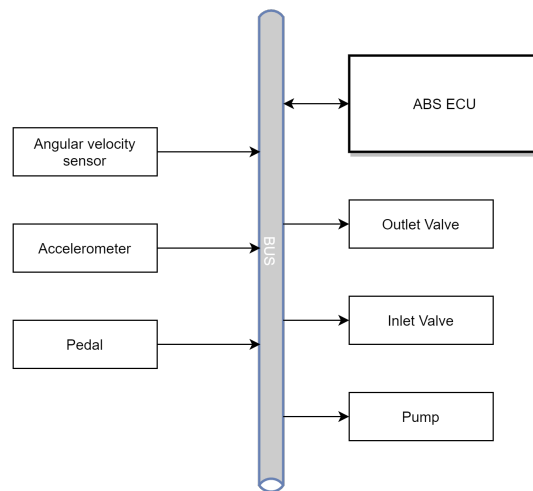 ABS ECU
Angular velocity
sensor
Outlet Valve
Accelerometer
BUS
Inlet Valve
Pedal
Pump